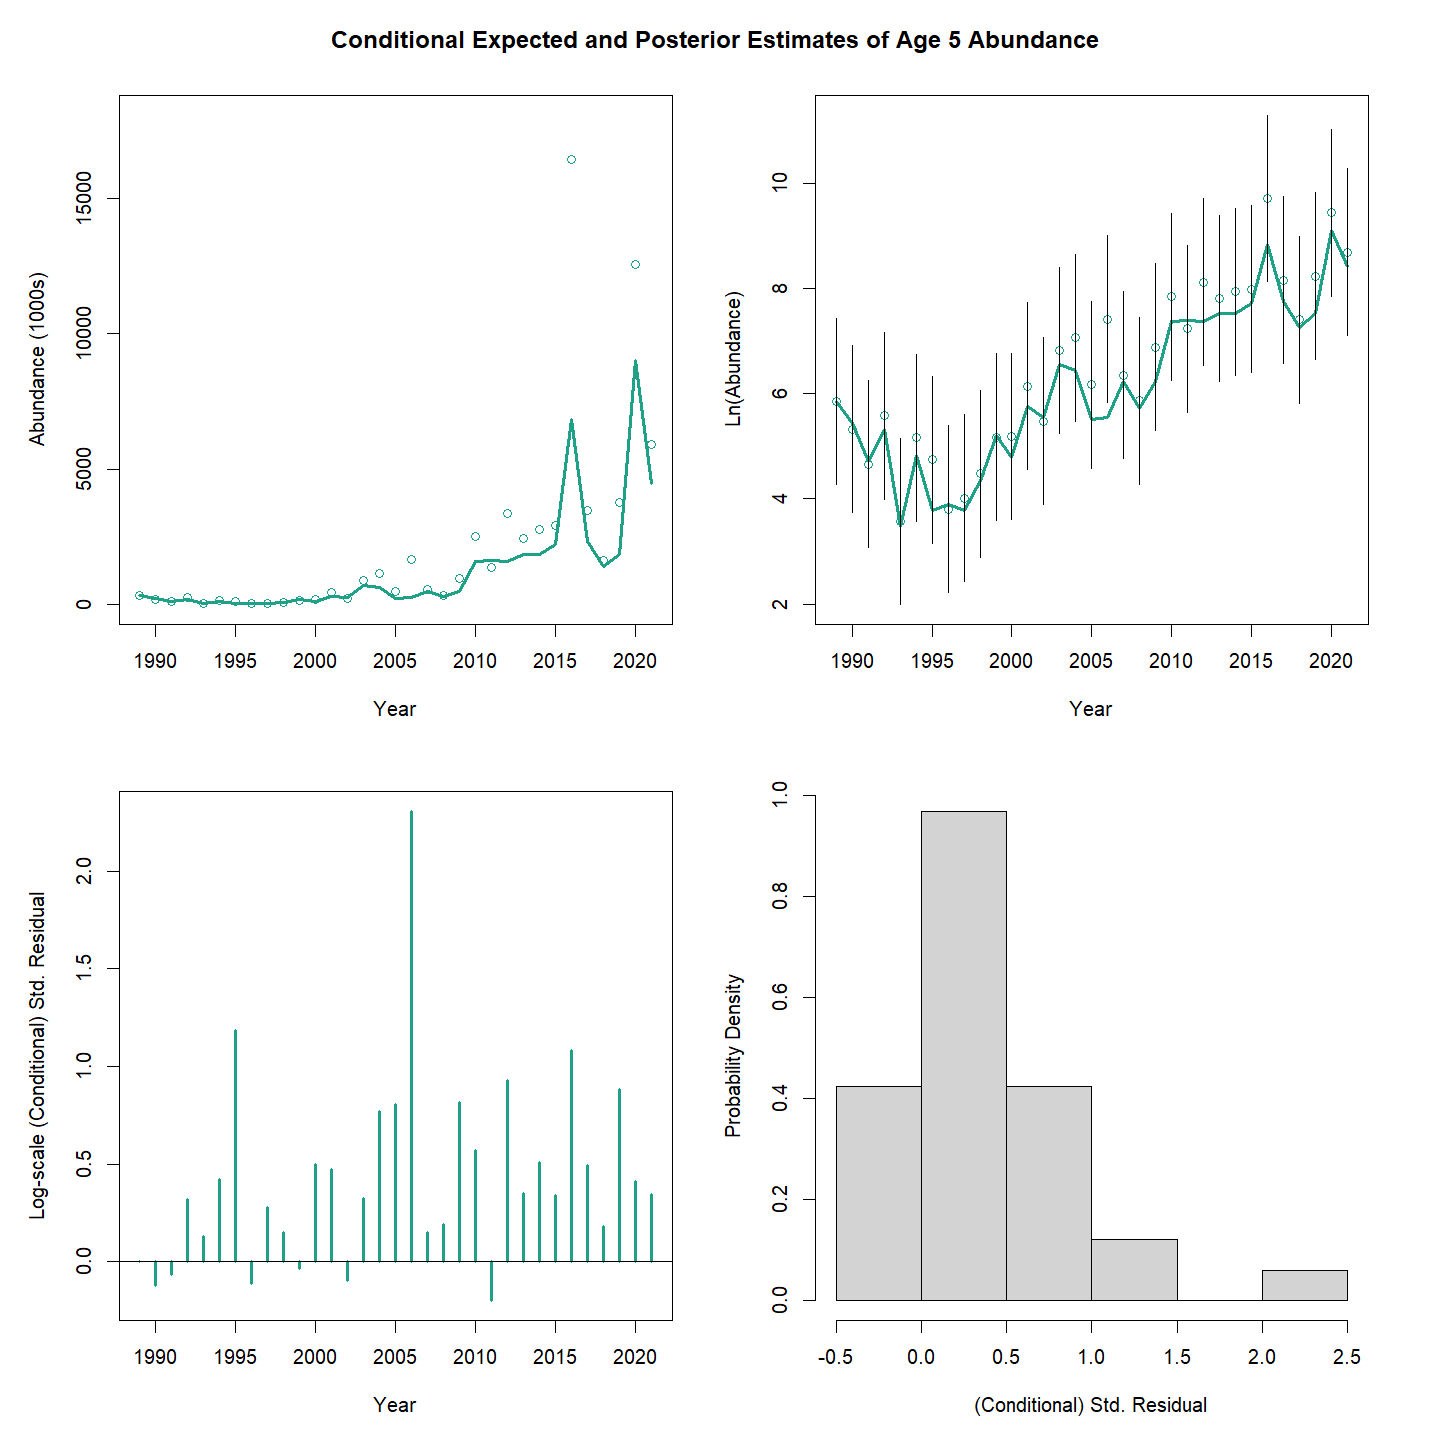 Conditional Expected and Posterior Estimates of Age 5 Abundance
Abundance (1000s)
15000
10000
5000
0
1990 1995 2000 2005 2010 2015 2020
Year
Ln(Abundance)
10
8
6
4
2
1990 1995 2000 2005 2010 2015 2020
Year
Log-scale (Conditional) Std. Residual
2.0
1.5
1.0
0.5
0.0
1990 1995 2000 2005 2010 2015 2020
Year
Probability Density
1.0
0.8
0.6
0.4
0.2
0.0
-0.5 0.0 0.5 1.0 1.5 2.0 2.5
(Conditional) Std. Residual